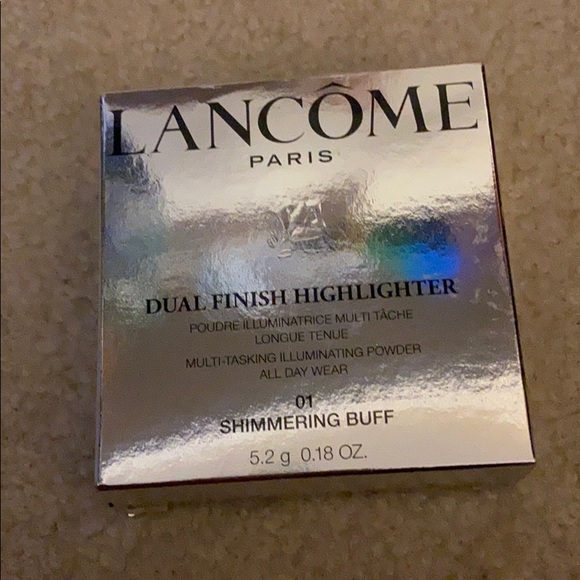 LANCÔME
PARIS
DUAL FINISH HIGHLIGHTER
POUDRE ILLUMINATRICE MULTI TÂCHE
LONGUE TENUE
MULTI-TASKING ILLUMINATING POWDER
ALL DAY WEAR
01
SHIMMERING BUFF
5.2 g 0.18 OZ.